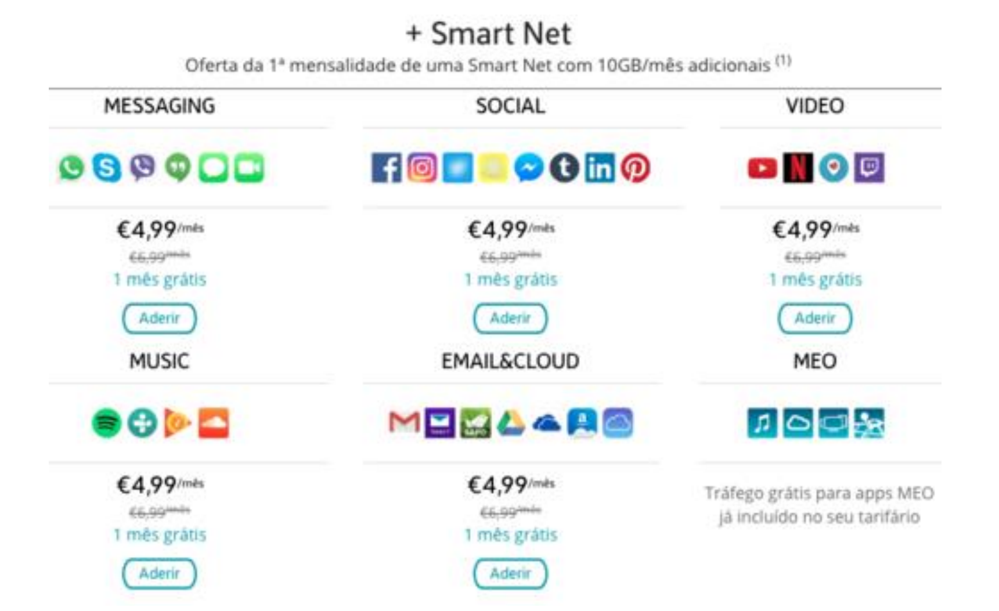 + Smart Net
Oferta da 1ª mensalidade de uma Smart Net com 10GB/mês adicionais (1)
MESSAGING
SOCIAL
VIDEO
€4,99/mês
€6,99/mês
1 mês grátis
Aderir
€4,99/mês
€6,99/mês
1 mês grátis
Aderir
€4,99/mês
€6,99/mês
1 mês grátis
Aderir
MUSIC
EMAIL&CLOUD
MEO
€4,99/mês
€6,99/mês
1 mês grátis
Aderir
€4,99/mês
€6,99/mês
1 mês grátis
Aderir
Tráfego grátis para apps MEO
já incluído no seu tarifário